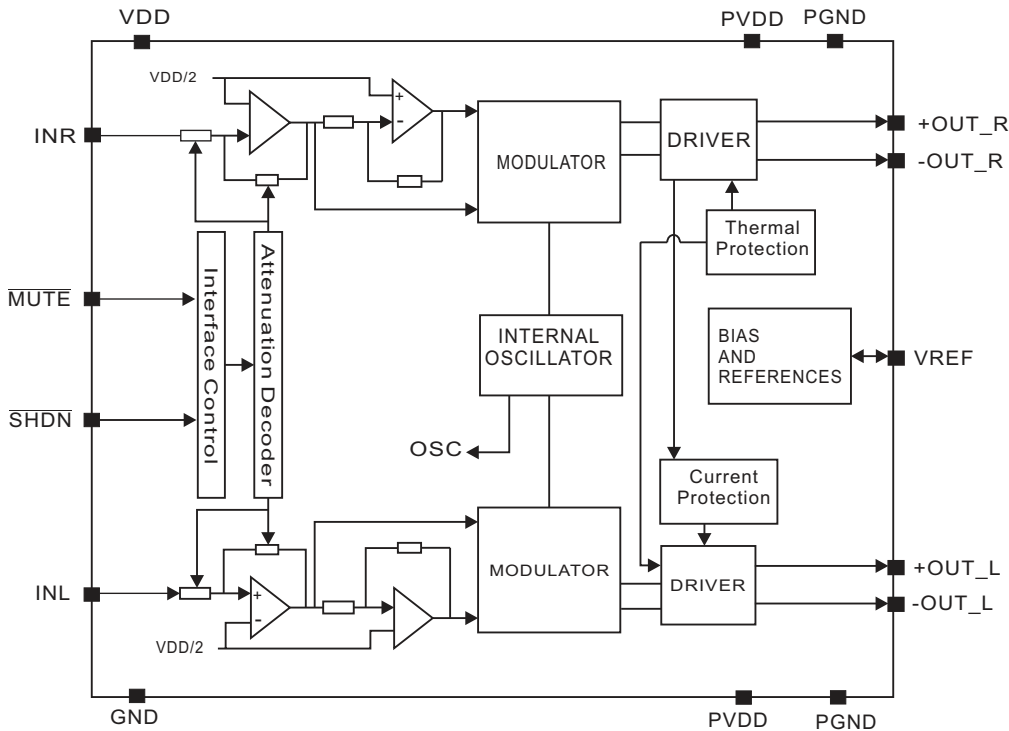 VDD
PVDD
PGND
VDD/2
+
-
INR
MODULATOR
DRIVER
+OUT_R
-OUT_R
Thermal
Protection
MUTE
Interface Control
Attenuation Decoder
INTERNAL
OSCILLATOR
BIAS
AND
REFERENCES
VREF
SHDN
OSC
Current
Protection
INL
+
-
MODULATOR
DRIVER
+OUT_L
-OUT_L
VDD/2
GND
PVDD
PGND